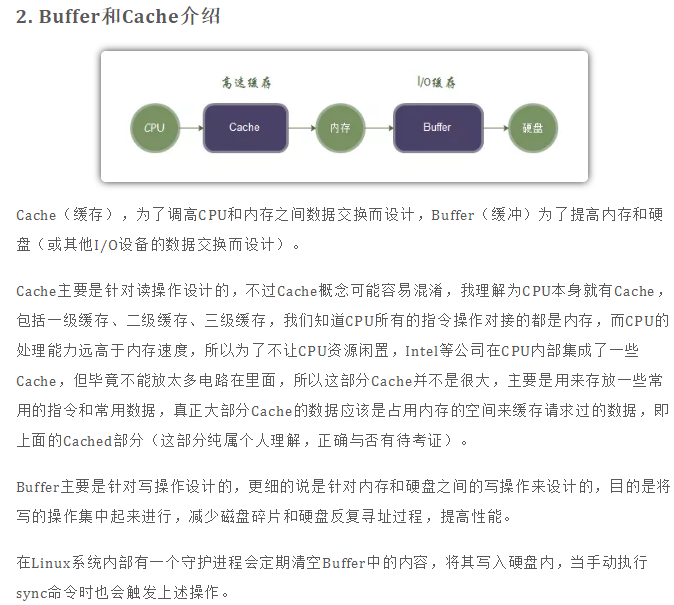 2. Buffer和Cache介绍
高速缓存
I/O缓存
CPU
Cache
内存
Buffer
硬盘
Cache（缓存），为了调高CPU和内存之间数据交换而设计，Buffer（缓冲）为了提高内存和硬
盘（或其他I/O设备的数据交换而设计）。
Cache主要是针对读操作设计的，不过Cache概念可能容易混淆，我理解为CPU本身就有Cache，
包括一级缓存、二级缓存、三级缓存，我们知道CPU所有的指令操作对接的都是内存，而CPU的
处理能力远高于内存速度，所以为了不让CPU资源闲置，Intel等公司在CPU内部集成了一些
Cache，但毕竟不能放太多电路在里面，所以这部分Cache并不是很大，主要是用来存放一些常
用的指令和常用数据，真正大部分Cache的数据应该是占用内存的空间来缓存请求过的数据，即
上面的Cached部分（这部分纯属个人理解，正确与否有待考证）。
Buffer主要是针对写操作设计的，更细的说是针对内存和硬盘之间的写操作来设计的，目的是将
写的操作集中起来进行，减少磁盘碎片和硬盘反复寻址过程，提高性能。
在Linux系统内部有一个守护进程会定期清空Buffer中的内容，将其写入硬盘内，当手动执行
sync命令时也会触发上述操作。